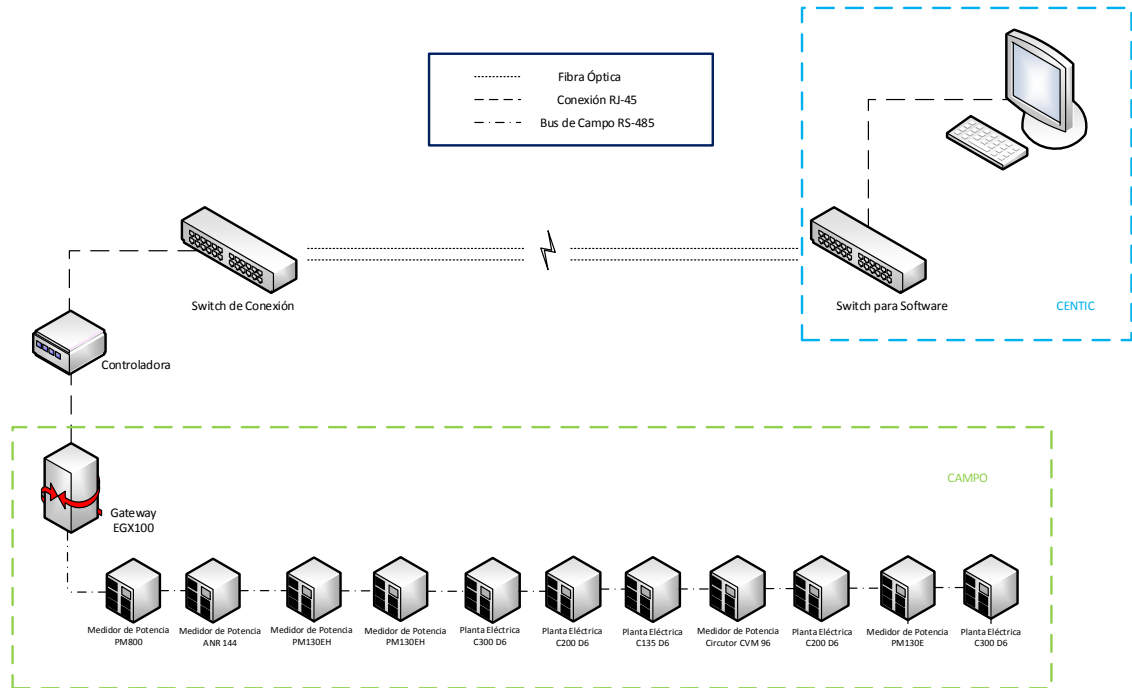 Fibra Óptica
Conexión RJ-45
Bus de Campo RS-485
Switch de Conexión
Switch para Software
CENTIC
Controladora
CAMPO
Gateway
EGX100
Medidor de Potencia
PM800
Medidor de Potencia
ANR 144
Medidor de Potencia
PM130EH
Medidor de Potencia
PM130EH
Planta Eléctrica
C300 D6
Planta Eléctrica
C200 D6
Planta Eléctrica
C135 D6
Medidor de Potencia
Circutor CVM 96
Planta Eléctrica
C200 D6
Medidor de Potencia
PM130E
Planta Eléctrica
C300 D6